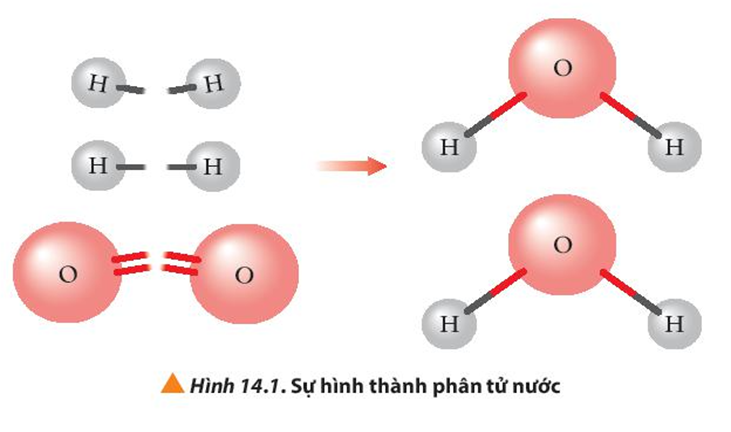 H H
O
H H
H H
O O
O
H H
▲ Hình 14.1. Sự hình thành phân tử nước